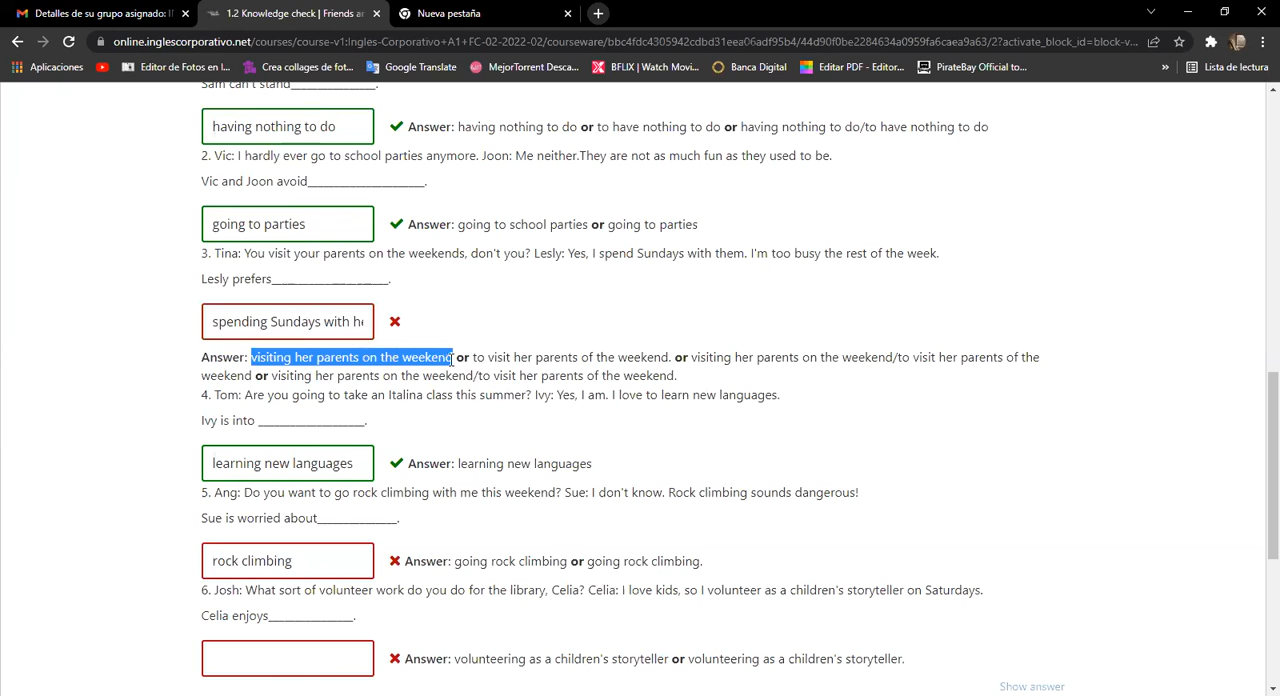 Detalles de su grupo asignado: I
1.2 Knowledge check | Friends ar
Nueva pestaña
online.inglescorporativo.net/courses/course-v1:Ingles-Corporativo+A1+FC-02-2022-02/courseware/bbc4fdc4305942cdbd31eea06adf95b4/44d90f0be2284634a0959fa6caea9a63/2?activate_block_id=block-v...
Aplicaciones
Editor de Fotos en l...
Crea collages de fot...
Google Translate
MejorTorrent Desca...
BFLIX | Watch Movi...
Banca Digital
Editar PDF - Editor...
PirateBay Official to...
»
Lista de lectura
Sam can't stand________________.
having nothing to do
Answer: having nothing to do or to have nothing to do or having nothing to do/to have nothing to do
2. Vic: I hardly ever go to school parties anymore. Joon: Me neither.They are not as much fun as they used to be.
Vic and Joon avoid______________________.
going to parties
Answer: going to school parties or going to parties
3. Tina: You visit your parents on the weekends, don't you? Lesly: Yes, I spend Sundays with them. I'm too busy the rest of the week.
Lesly prefers______________________.
spending Sundays with he
Answer: visiting her parents on the weekend or to visit her parents of the weekend. or visiting her parents on the weekend/to visit her parents of the
weekend or visiting her parents on the weekend/to visit her parents of the weekend.
4. Tom: Are you going to take an Italina class this summer? Ivy: Yes, I am. I love to learn new languages.
Ivy is into ____________________.
learning new languages
Answer: learning new languages
5. Ang: Do you want to go rock climbing with me this weekend? Sue: I don't know. Rock climbing sounds dangerous!
Sue is worried about_______________.
rock climbing
Answer: going rock climbing or going rock climbing.
6. Josh: What sort of volunteer work do you do for the library, Celia? Celia: I love kids, so I volunteer as a children's storyteller on Saturdays.
Celia enjoys________________.
Answer: volunteering as a children's storyteller or volunteering as a children's storyteller.
Show answer